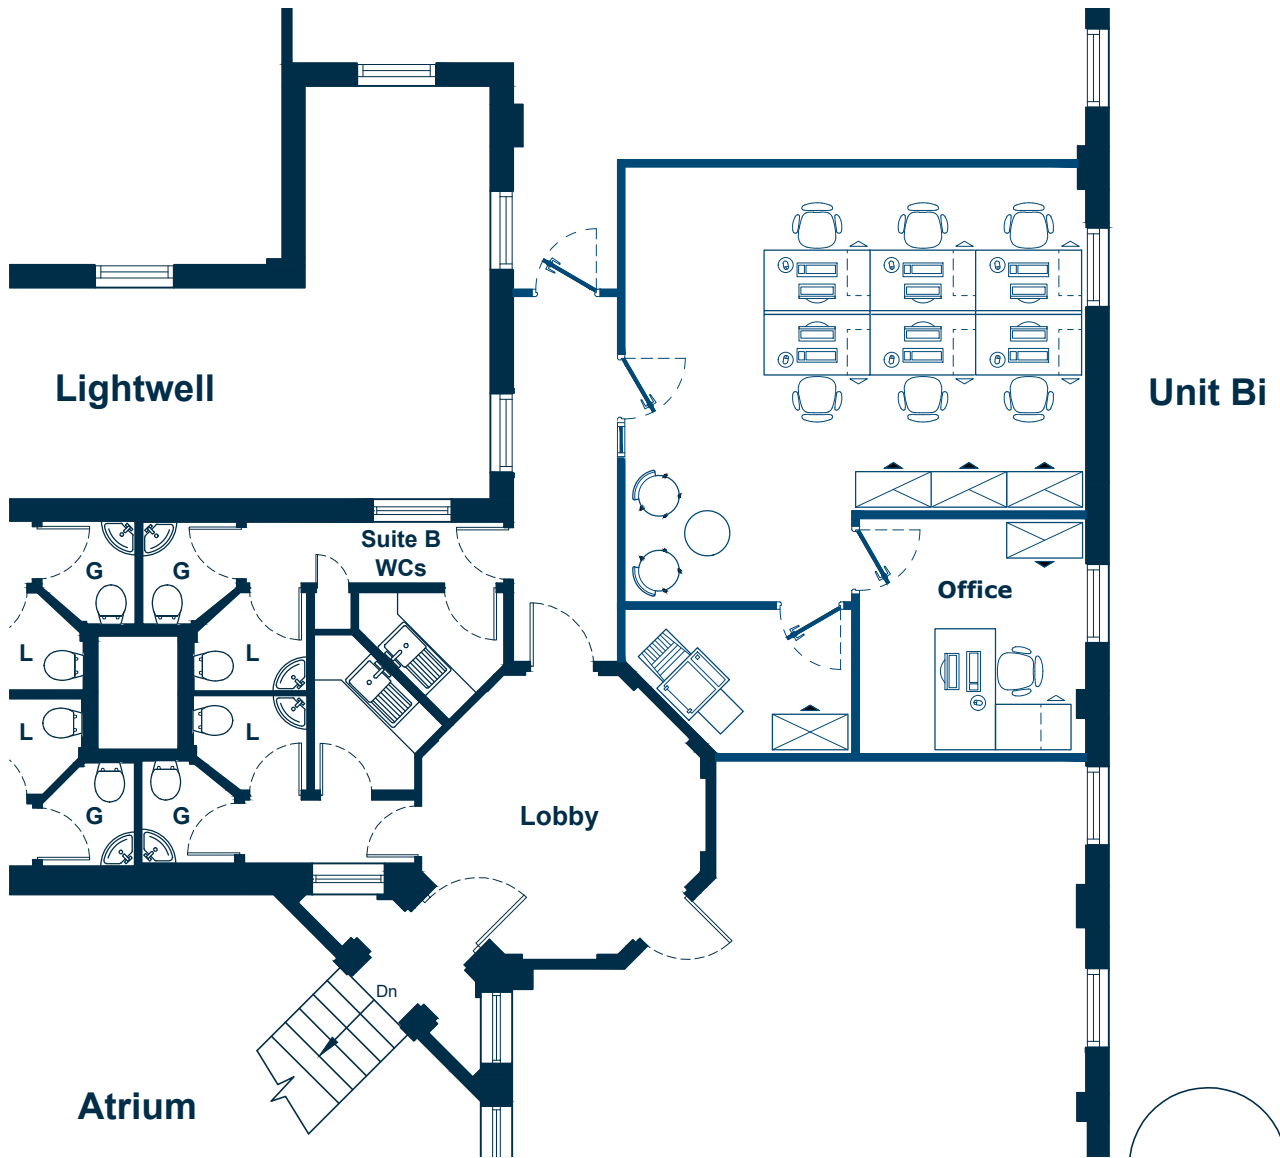 Lightwell
Unit Bi
Suite B
WCs
G
G
Office
L
L
L
L
G
G
Lobby
Dn
Atrium